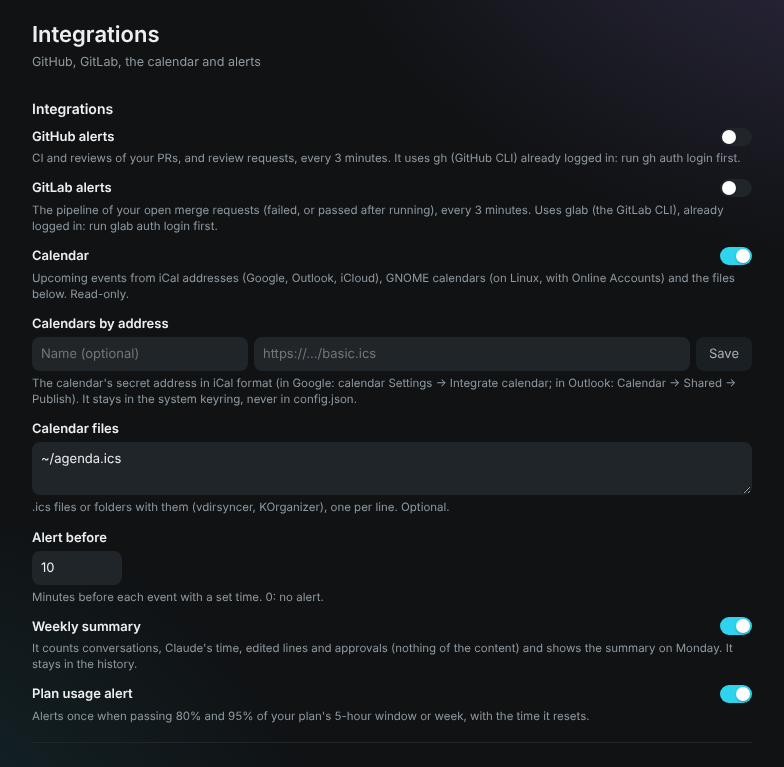 Integrations
GitHub, GitLab, the calendar and alerts
Integrations
GitHub alerts
CI and reviews of your PRs, and review requests, every 3 minutes. It uses gh (GitHub CLI) already logged in: run gh auth login first.
GitLab alerts
The pipeline of your open merge requests (failed, or passed after running), every 3 minutes. Uses glab (the GitLab CLI), already
logged in: run glab auth login first.
Calendar
Upcoming events from iCal addresses (Google, Outlook, iCloud), GNOME calendars (on Linux, with Online Accounts) and the files
below. Read-only.
Calendars by address
Name (optional)
https://.../basic.ics
Save
The calendar's secret address in iCal format (in Google: calendar Settings → Integrate calendar; in Outlook: Calendar → Shared →
Publish). It stays in the system keyring, never in config.json.
Calendar files
~/agenda.ics
.ics files or folders with them (vdirsyncer, KOrganizer), one per line. Optional.
Alert before
10
Minutes before each event with a set time. 0: no alert.
Weekly summary
It counts conversations, Claude's time, edited lines and approvals (nothing of the content) and shows the summary on Monday. It
stays in the history.
Plan usage alert
Alerts once when passing 80% and 95% of your plan's 5-hour window or week, with the time it resets.